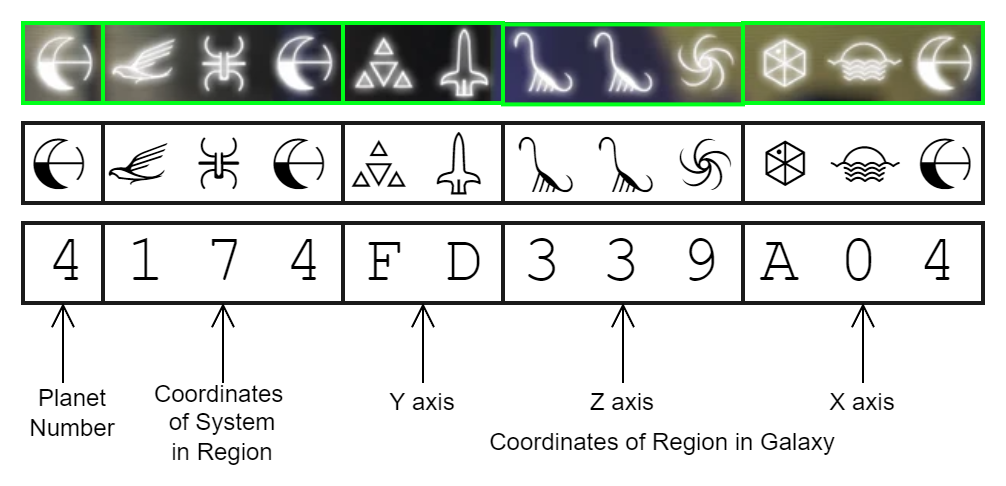 4 1 7 4 F D 3 3 9 A 0 4
Planet Number
Coordinates of System in Region
Y axis
Z axis
X axis
Coordinates of Region in Galaxy